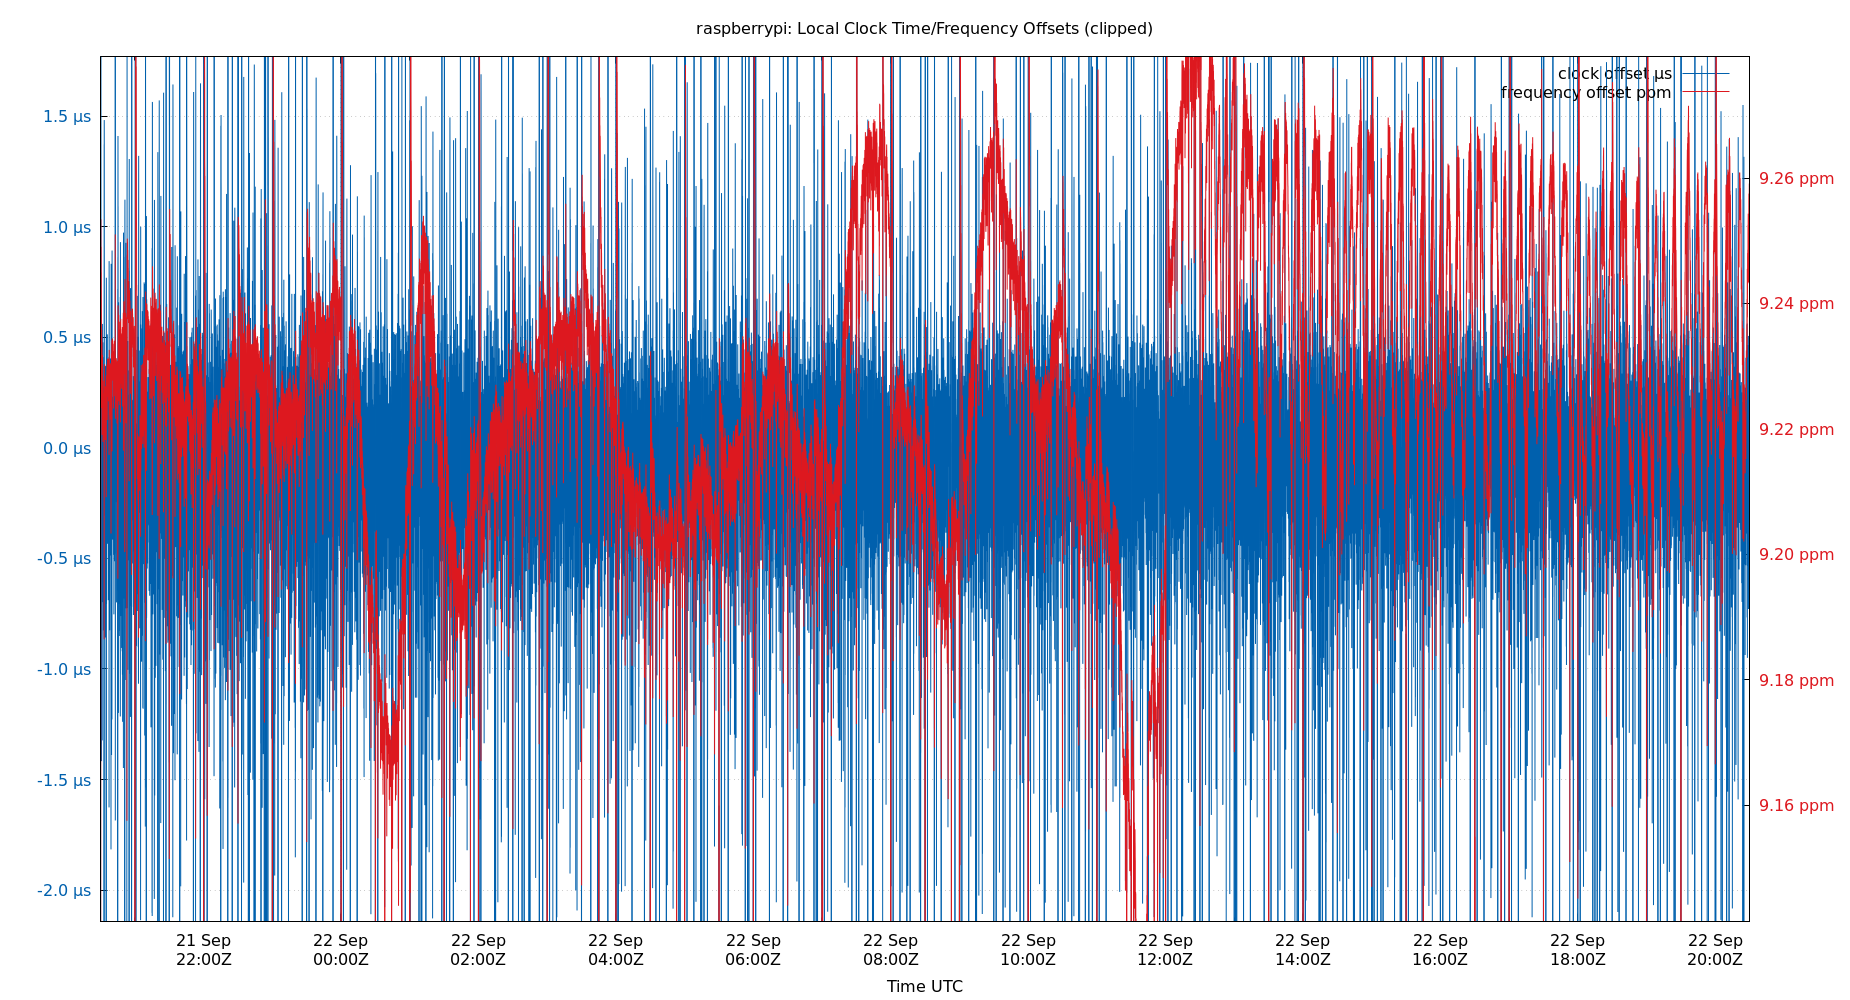 raspberrypi: Local Clock Time/Frequency Offsets (clipped)
clock offset µs
frequency offset ppm
1.5 µs
1.0 µs
0.5 µs
0.0 µs
-0.5 µs
-1.0 µs
-1.5 µs
-2.0 µs
9.26 ppm
9.24 ppm
9.22 ppm
9.20 ppm
9.18 ppm
9.16 ppm
21 Sep
22:00Z
22 Sep
00:00Z
22 Sep
02:00Z
22 Sep
04:00Z
22 Sep
06:00Z
22 Sep
08:00Z
22 Sep
10:00Z
22 Sep
12:00Z
22 Sep
14:00Z
22 Sep
16:00Z
22 Sep
18:00Z
22 Sep
20:00Z
Time UTC